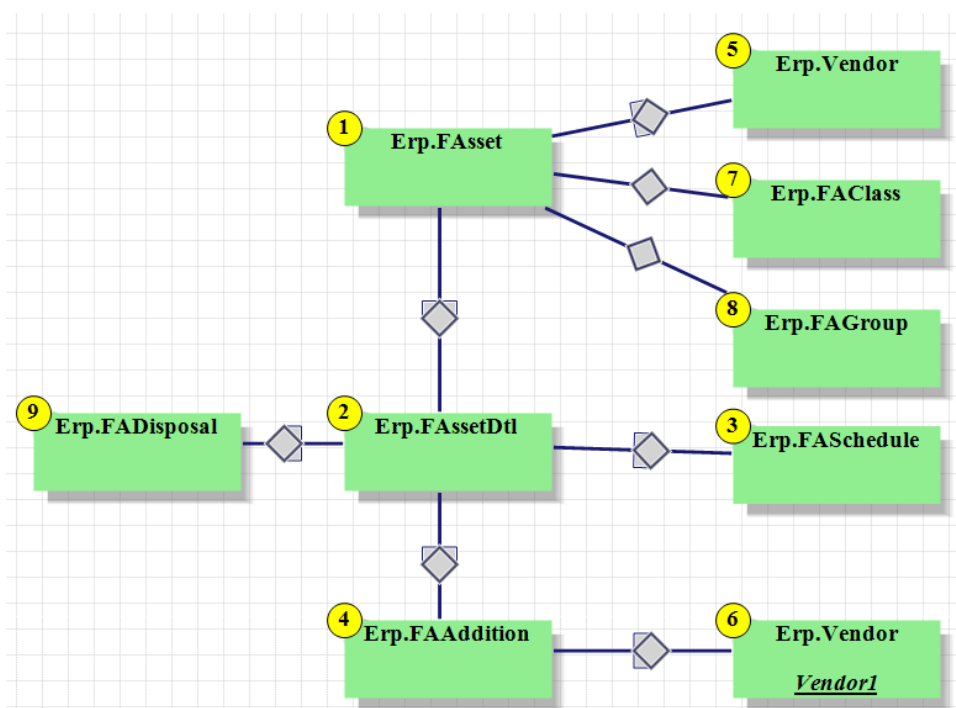 5
Erp.Vendor
1
Erp.FAsset
7
Erp.FAClass
8
Erp.FAGroup
9
Erp.FADisposal
2
Erp.FAssetDtl
3
Erp.FASchedule
4
Erp.FAAddition
6
Erp.Vendor
Vendor1